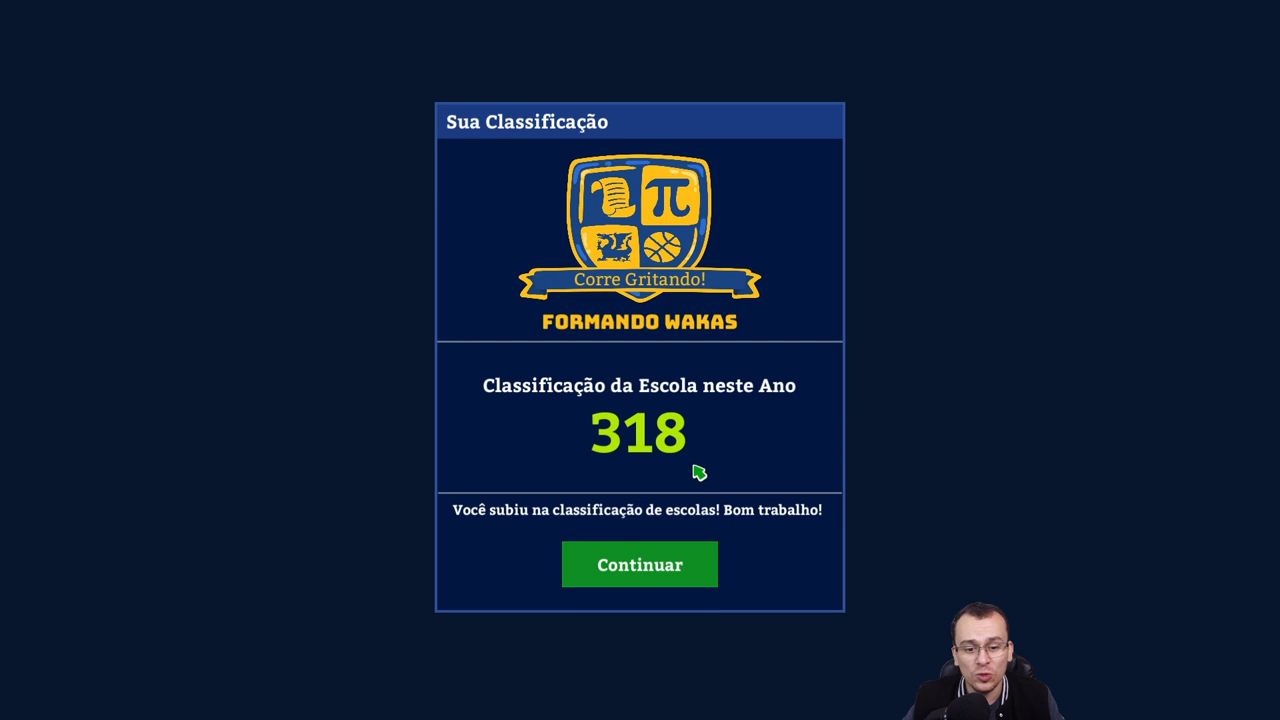 Sua Classificação
π
Corre Gritando!
FORMANDO WAKAS
Classificação da Escola neste Ano
318
Você subiu na classificação de escolas! Bom trabalho!
Continuar